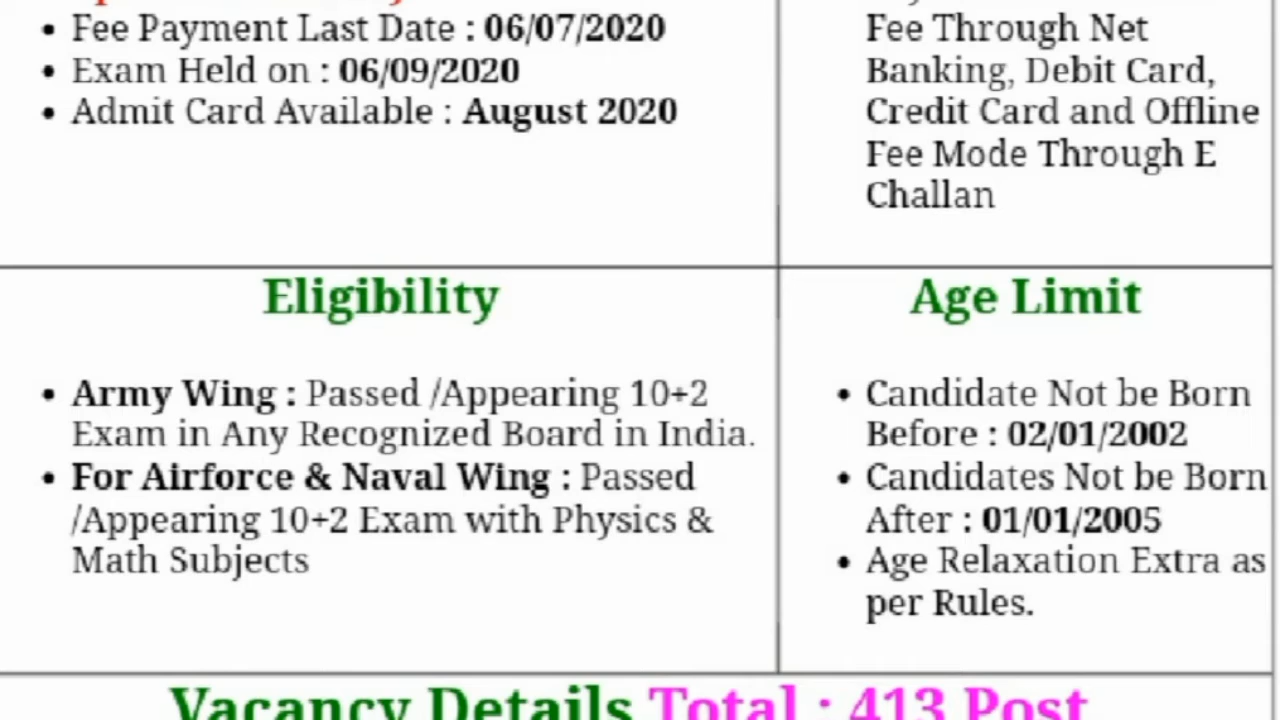 • Fee Payment Last Date : 06/07/2020
• Exam Held on : 06/09/2020
• Admit Card Available : August 2020
Fee Through Net
Banking, Debit Card,
Credit Card and Offline
Fee Mode Through E
Challan
Eligibility
• Army Wing : Passed /Appearing 10+2
Exam in Any Recognized Board in India.
• For Airforce & Naval Wing : Passed
/Appearing 10+2 Exam with Physics &
Math Subjects
Age Limit
• Candidate Not be Born
Before : 02/01/2002
• Candidates Not be Born
After : 01/01/2005
• Age Relaxation Extra as
per Rules.
Vacancy Details Total : 413 Post